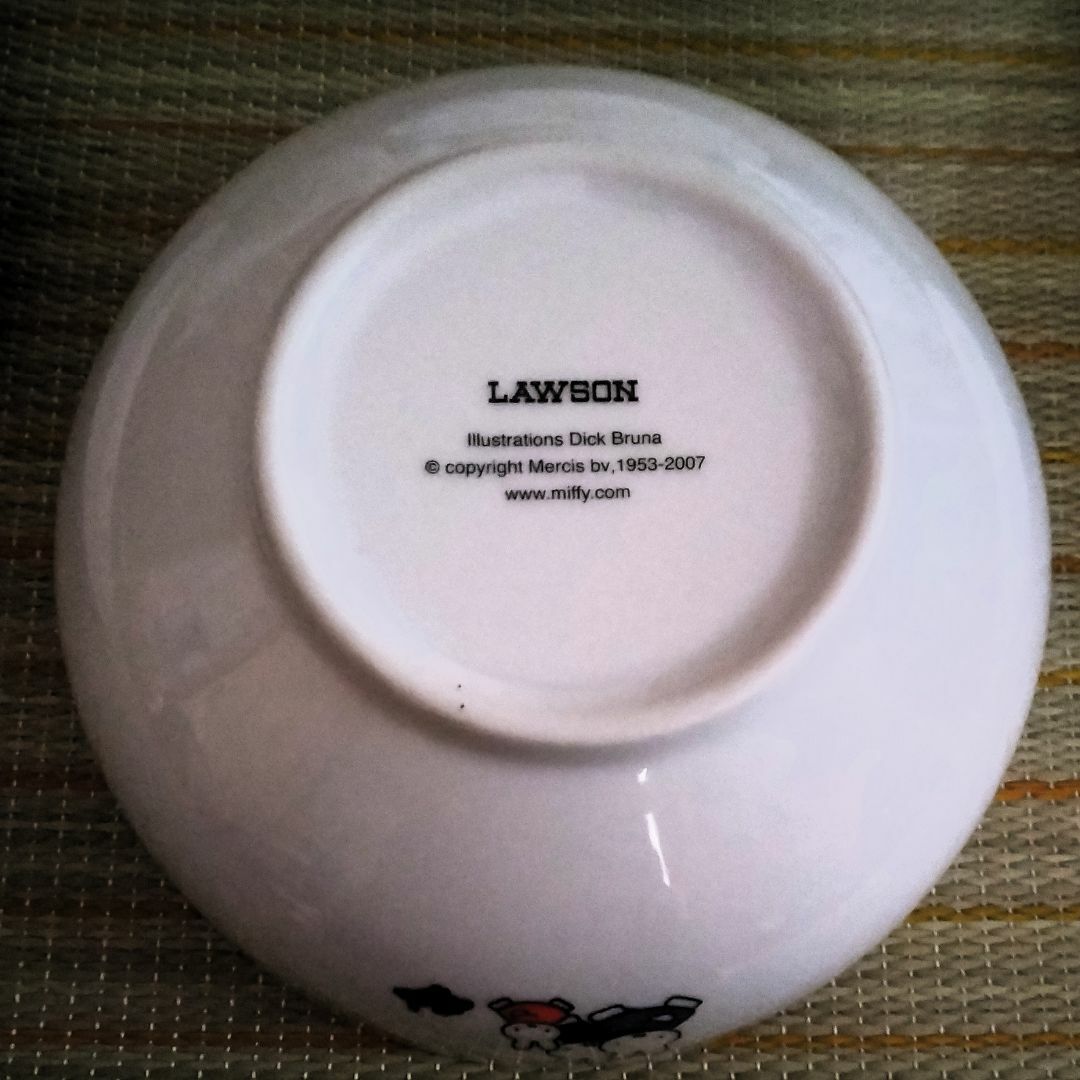 LAWSON
Illustrations Dick Bruna
© copyright Mercis bv,1953-2007
www.miffy.com